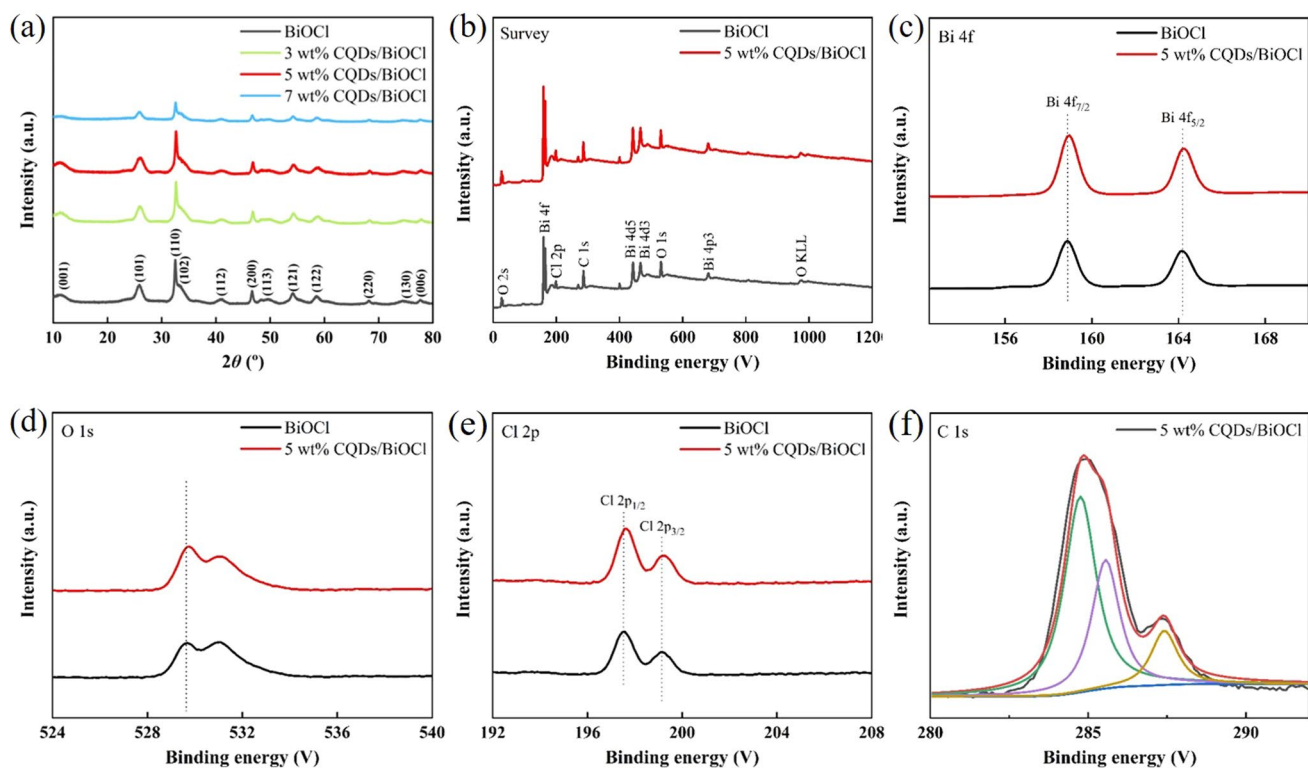 (a)
BiOCl
3 wt% CQDs/BiOCl
5 wt% CQDs/BiOCl
7 wt% CQDs/BiOCl
Intensity (a.u.)
(001)
(101)
(110)
(102)
(112)
(200)
(113)
(121)
(122)
(220)
(130)
(006)
10 20 30 40 50 60 70 80
2θ (º)
(b)
Survey
BiOCl
5 wt% CQDs/BiOCl
Intensity (a.u.)
O 2s
Bi 4f
Cl 2p
C 1s
Bi 4d5
Bi 4d3
O 1s
Bi 4p3
O KLL
0 200 400 600 800 1000 1200
Binding energy (V)
(c)
Bi 4f
BiOCl
5 wt% CQDs/BiOCl
Intensity (a.u.)
Bi 4f7/2
Bi 4f5/2
156 160 164 168
Binding energy (V)
(d)
O 1s
BiOCl
5 wt% CQDs/BiOCl
Intensity (a.u.)
524 528 532 536 540
Binding energy (V)
(e)
Cl 2p
BiOCl
5 wt% CQDs/BiOCl
Intensity (a.u.)
Cl 2p1/2
Cl 2p3/2
192 196 200 204 208
Binding energy (V)
(f)
C 1s
5 wt% CQDs/BiOCl
Intensity (a.u.)
280 285 290
Binding energy (V)